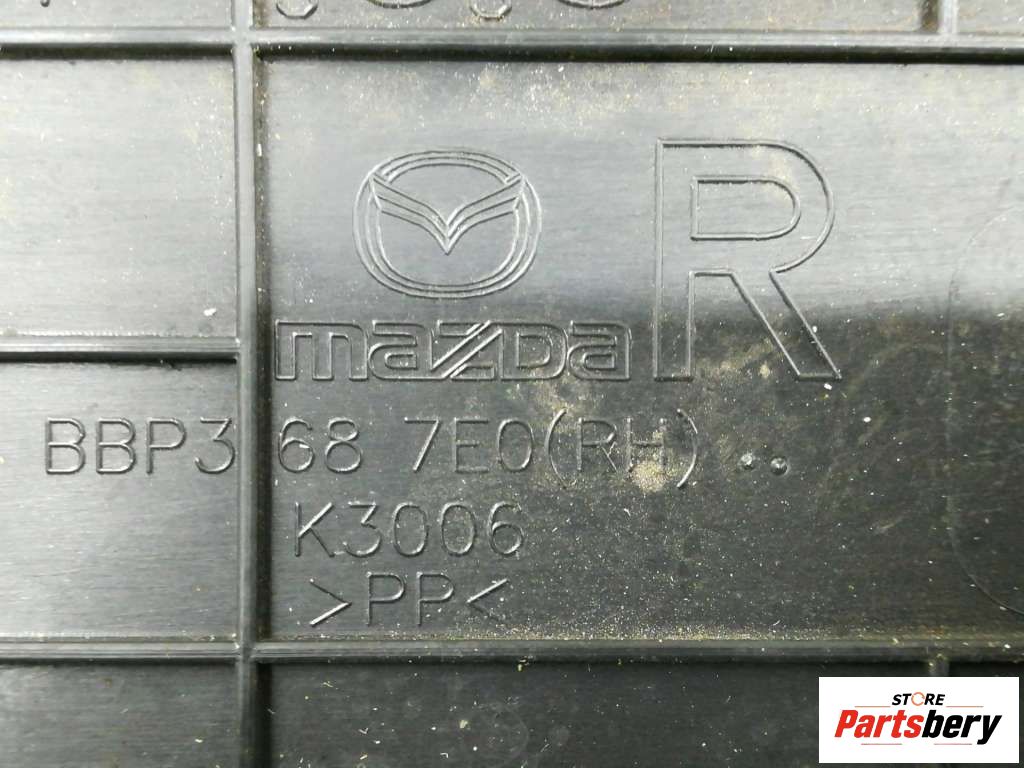 R
mazda
BBP3 68 7E0(RH)..
K3006
>PP<
STORE
Partsbery